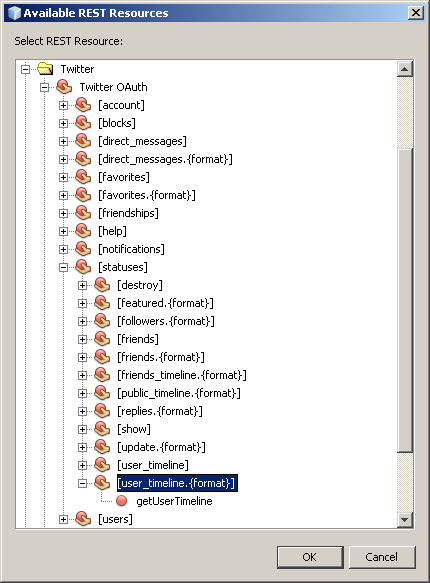 Available REST Resources
Select REST Resource:
Twitter
Twitter OAuth
[account]
[blocks]
[direct_messages]
[direct_messages.{format}]
[favorites]
[favorites.{format}]
[friendships]
[help]
[notifications]
[statuses]
[destroy]
[featured.{format}]
[followers.{format}]
[friends]
[friends.{format}]
[friends_timeline.{format}]
[public_timeline.{format}]
[replies.{format}]
[show]
[update.{format}]
[user_timeline]
[user_timeline.{format}]
getUserTimeline
[users]
OK Cancel